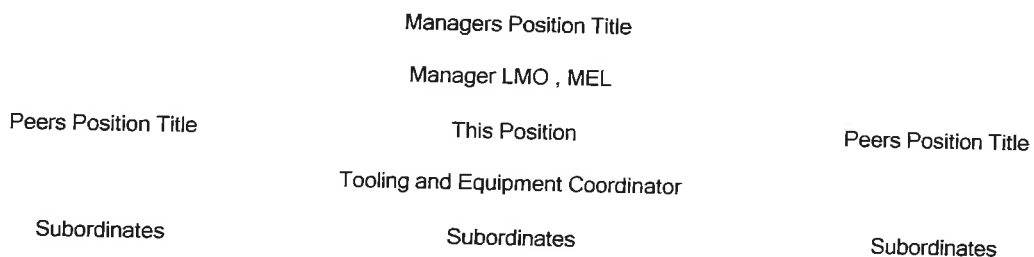 Managers Position Title
Manager LMO , MEL
Peers Position Title This Position Peers Position Title
Tooling and Equipment Coordinator
Subordinates Subordinates Subordinates